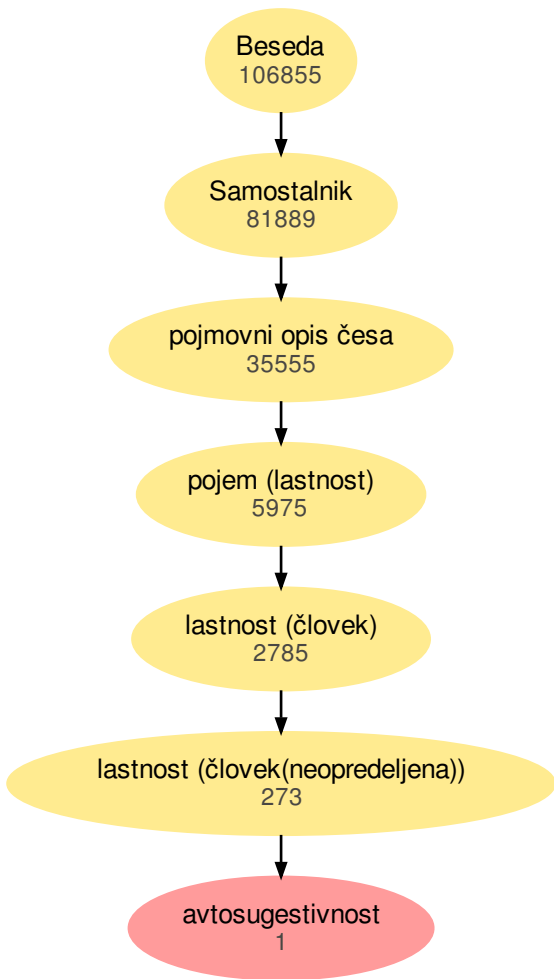 Beseda
106855
Samostalnik
81889
pojmovni opis česa
35555
pojem (lastnost)
5975
lastnost (človek)
2785
lastnost (človek(neopredeljena))
273
avtosugestivnost
1